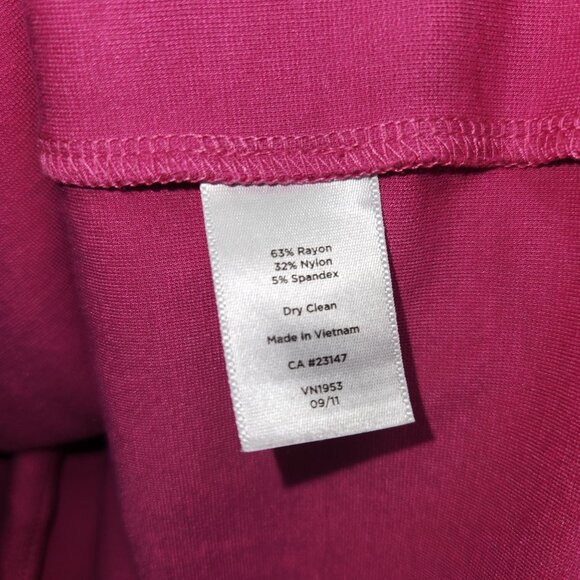 63% Rayon
32% Nylon
5% Spandex
Dry Clean
Made in Vietnam
CA #23147
VN1953
09/11